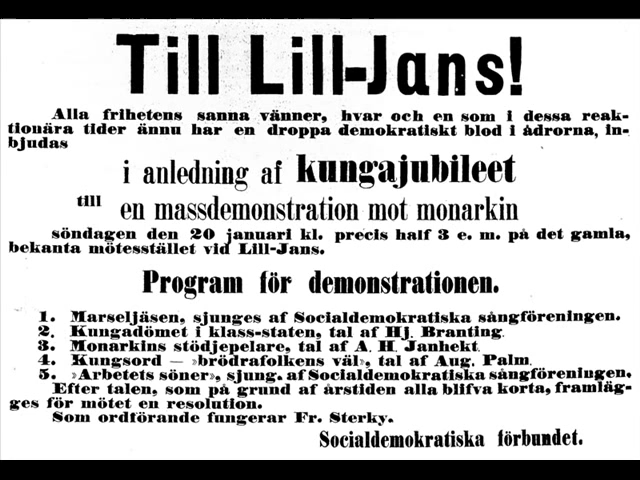 Till Lill-Jans!
Alla frihetens sanna vänner, hvar och en som i dessa reak-
tionära tider ännu har en droppa demokratiskt blod i ådrorna, in-
bjudas
i anledning af kungajubileet
till en massdemonstration mot monarkin
söndagen den 20 januari kl. precis half 3 e. m. på det gamla,
bekanta mötesstället vid Lill-Jans.
Program för demonstrationen.
1. Marseljäsen, sjunges af Socialdemokratiska sångföreningen.
2. Kungadömet i klass-staten, tal af Hj. Branting.
3. Monarkins stödjepelare, tal af A. H. Janhekt.
4. Kungsord — »brödrafolkens väl», tal af Aug. Palm.
5. »Arbetets söner», sjung. af Socialdemokratiska sångföreningen.
Efter talen, som på grund af årstiden alla blifva korta, framläg-
ges för mötet en resolution.
Som ordförande fungerar Fr. Sterky.
Socialdemokratiska förbundet.